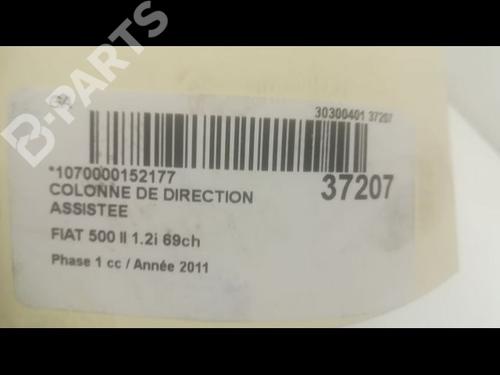 B-PARTS
30300401 37207
*1070000152177
37207
COLONNE DE DIRECTION
ASSISTEE
FIAT 500 II 1.2i 69ch
Phase 1 cc / Année 2011